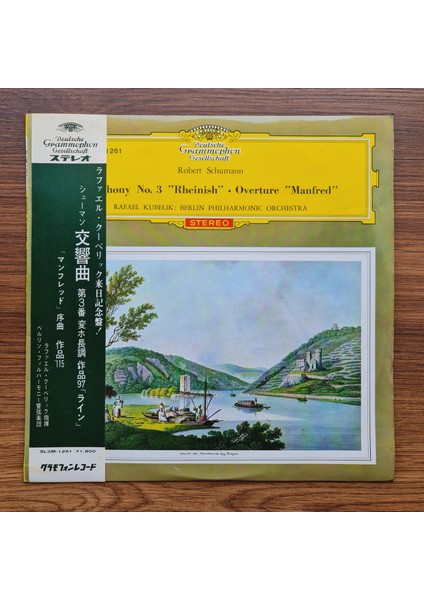 Deutsche
Grammophon
Gesellschaft
ステレオ
ラファエル・クーベリック来日記念盤!
シューマン
交響曲 第3番 変ホ長調 作品97「ライン」
「マンフレッド」序曲 作品115
ラファエル・クーベリック指揮
ベルリン・フィルハーモニー管弦楽団
SLGM-1261 ¥1,800
グラモフォンレコード
1261
Deutsche
Grammophon
Gesellschaft
Robert Schumann
hony No. 3 "Rheinish" • Overture "Manfred"
RAFAEL KUBELIK: BERLIN PHILHARMONIC ORCHESTRA
STEREO